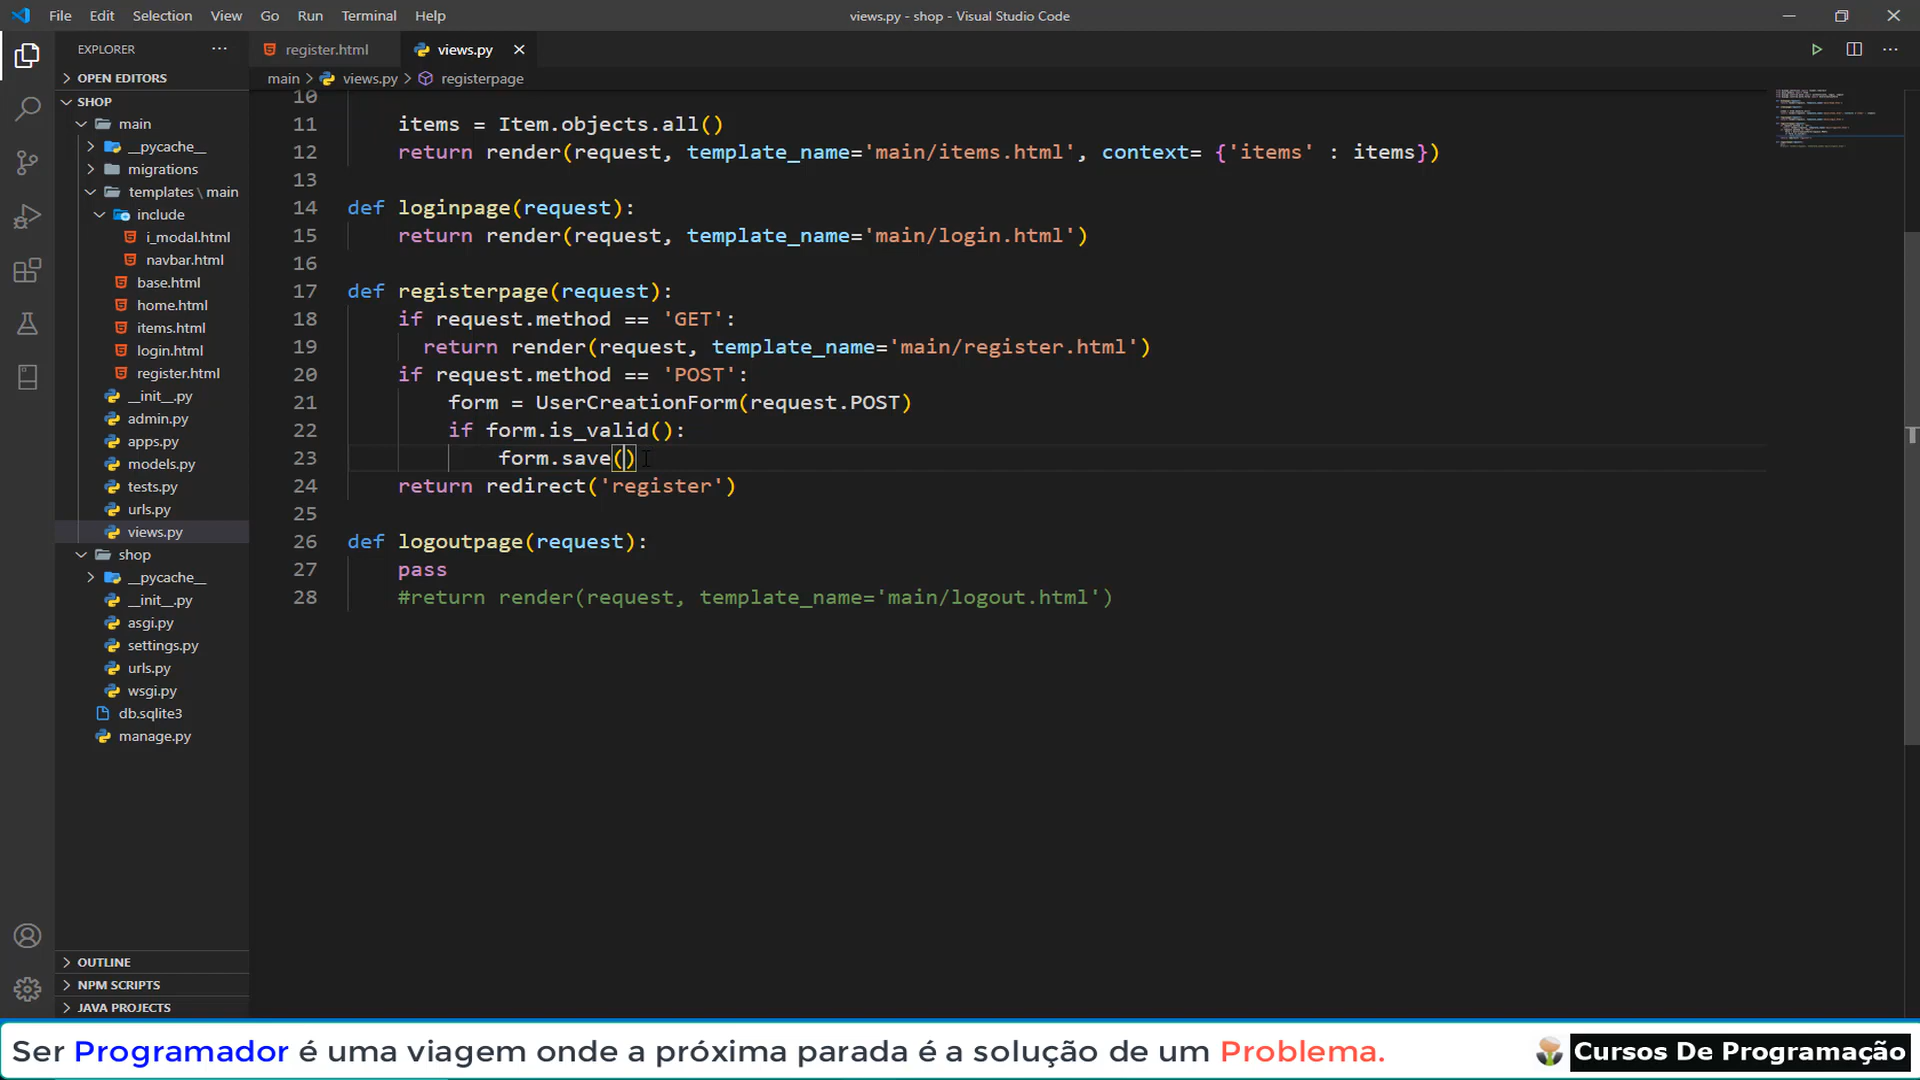 File Edit Selection View Go Run Terminal Help
views.py - shop - Visual Studio Code
EXPLORER
OPEN EDITORS
SHOP
main
__pycache__
migrations
templates \ main
include
i_modal.html
navbar.html
base.html
home.html
items.html
login.html
register.html
__init__.py
admin.py
apps.py
models.py
tests.py
urls.py
views.py
shop
__pycache__
__init__.py
asgi.py
settings.py
urls.py
wsgi.py
db.sqlite3
manage.py
OUTLINE
NPM SCRIPTS
JAVA PROJECTS
register.html
views.py
main > views.py > registerpage
10
11 items = Item.objects.all()
12 return render(request, template_name='main/items.html', context= {'items' : items})
13
14 def loginpage(request):
15 return render(request, template_name='main/login.html')
16
17 def registerpage(request):
18 if request.method == 'GET':
19 return render(request, template_name='main/register.html')
20 if request.method == 'POST':
21 form = UserCreationForm(request.POST)
22 if form.is_valid():
23 form.save()
24 return redirect('register')
25
26 def logoutpage(request):
27 pass
28 #return render(request, template_name='main/logout.html')
Ser Programador é uma viagem onde a próxima parada é a solução de um Problema.
Cursos De Programação